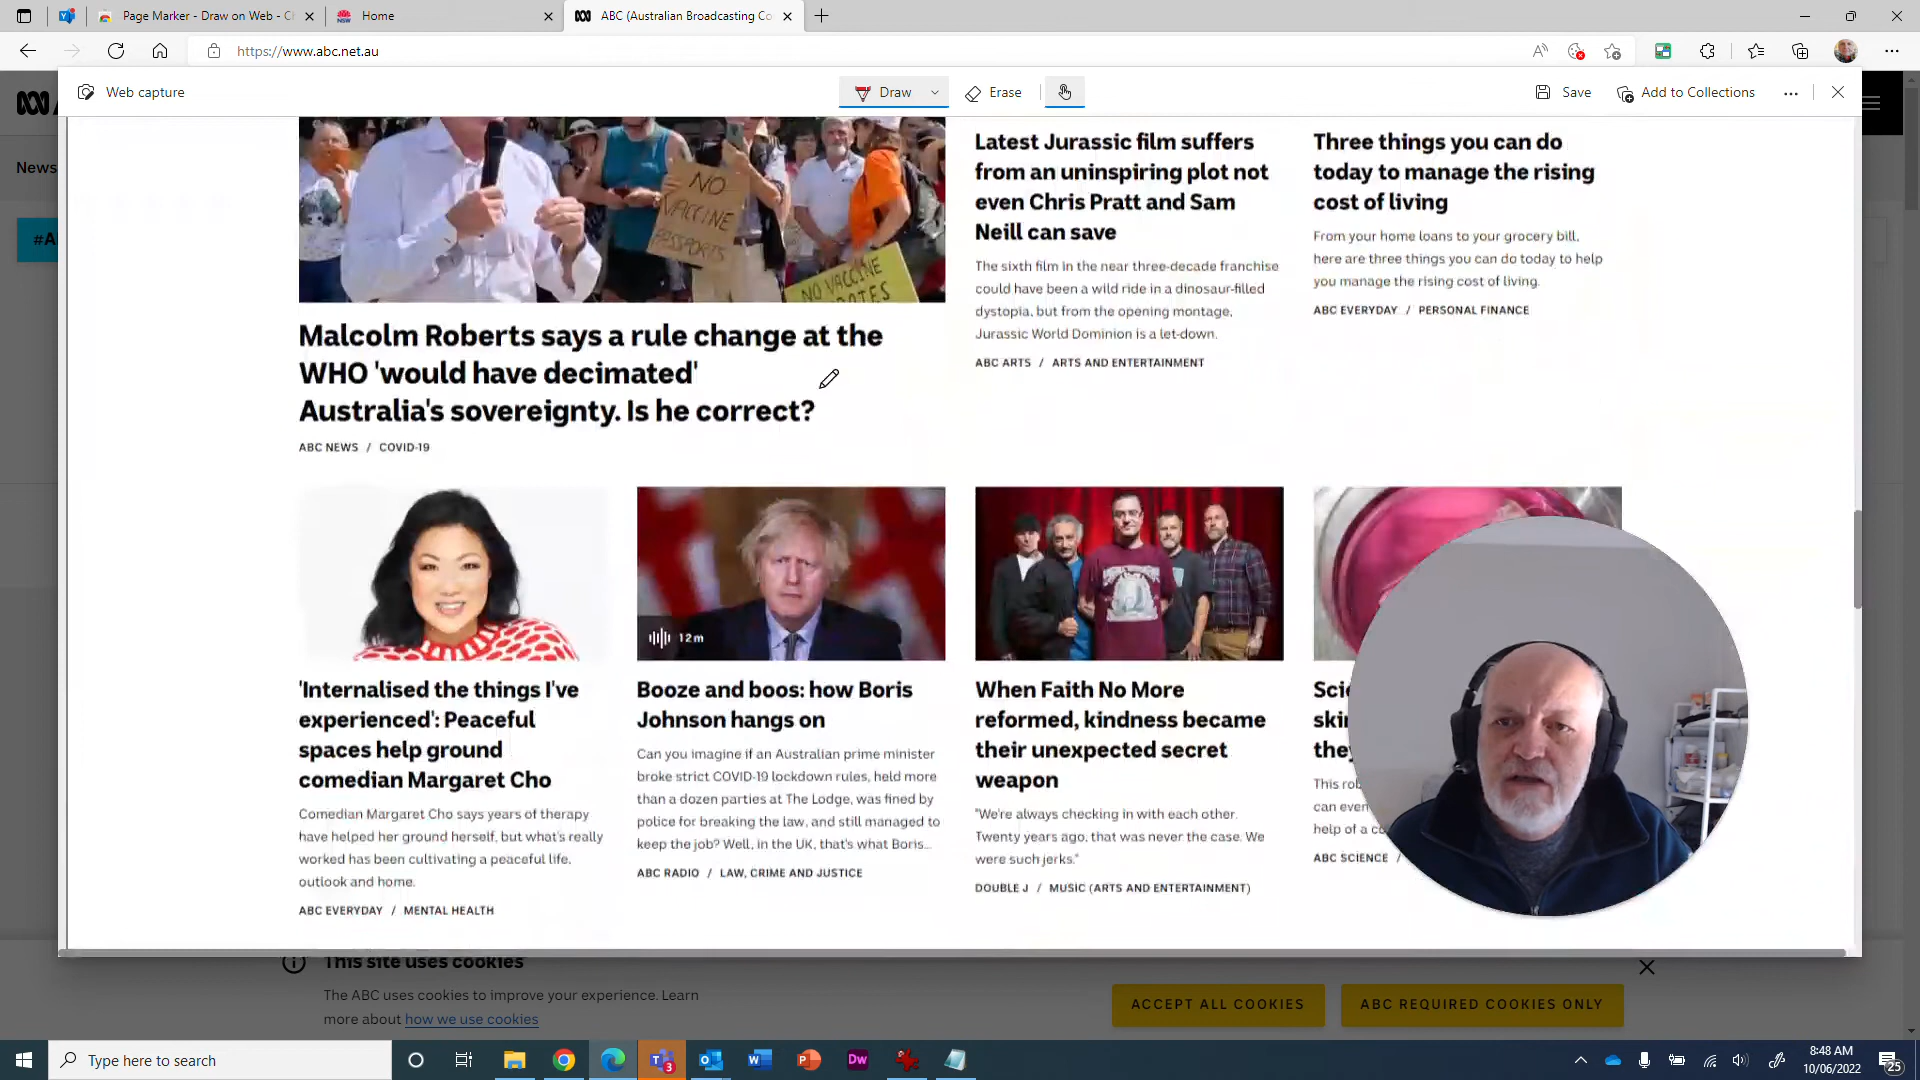 Page Marker - Draw on Web - Ch
Home
ABC (Australian Broadcasting Co
https://www.abc.net.au
Web capture
Draw
Erase
Save
Add to Collections
News
#A
NO
VACCINE
PASSPORTS
NO VACCINE
Malcolm Roberts says a rule change at the
WHO 'would have decimated'
Australia's sovereignty. Is he correct?
ABC NEWS / COVID-19
Latest Jurassic film suffers
from an uninspiring plot not
even Chris Pratt and Sam
Neill can save
The sixth film in the near three-decade franchise
could have been a wild ride in a dinosaur-filled
dystopia, but from the opening montage,
Jurassic World Dominion is a let-down.
ABC ARTS / ARTS AND ENTERTAINMENT
Three things you can do
today to manage the rising
cost of living
From your home loans to your grocery bill,
here are three things you can do today to help
you manage the rising cost of living.
ABC EVERYDAY / PERSONAL FINANCE
'Internalised the things I've
experienced': Peaceful
spaces help ground
comedian Margaret Cho
Comedian Margaret Cho says years of therapy
have helped her ground herself, but what's really
worked has been cultivating a peaceful life,
outlook and home.
ABC EVERYDAY / MENTAL HEALTH
12m
Booze and boos: how Boris
Johnson hangs on
Can you imagine if an Australian prime minister
broke strict COVID-19 lockdown rules, held more
than a dozen parties at The Lodge, was fined by
police for breaking the law, and still managed to
keep the job? Well, in the UK, that's what Boris...
ABC RADIO / LAW, CRIME AND JUSTICE
When Faith No More
reformed, kindness became
their unexpected secret
weapon
"We're always checking in with each other.
Twenty years ago, that was never the case. We
were such jerks."
DOUBLE J / MUSIC (ARTS AND ENTERTAINMENT)
Scie
skin
they
This rob
can even
help of a co
ABC SCIENCE /
This site uses cookies
The ABC uses cookies to improve your experience. Learn
more about how we use cookies
ACCEPT ALL COOKIES
ABC REQUIRED COOKIES ONLY
Type here to search
3
Dw
8:48 AM
10/06/2022
25